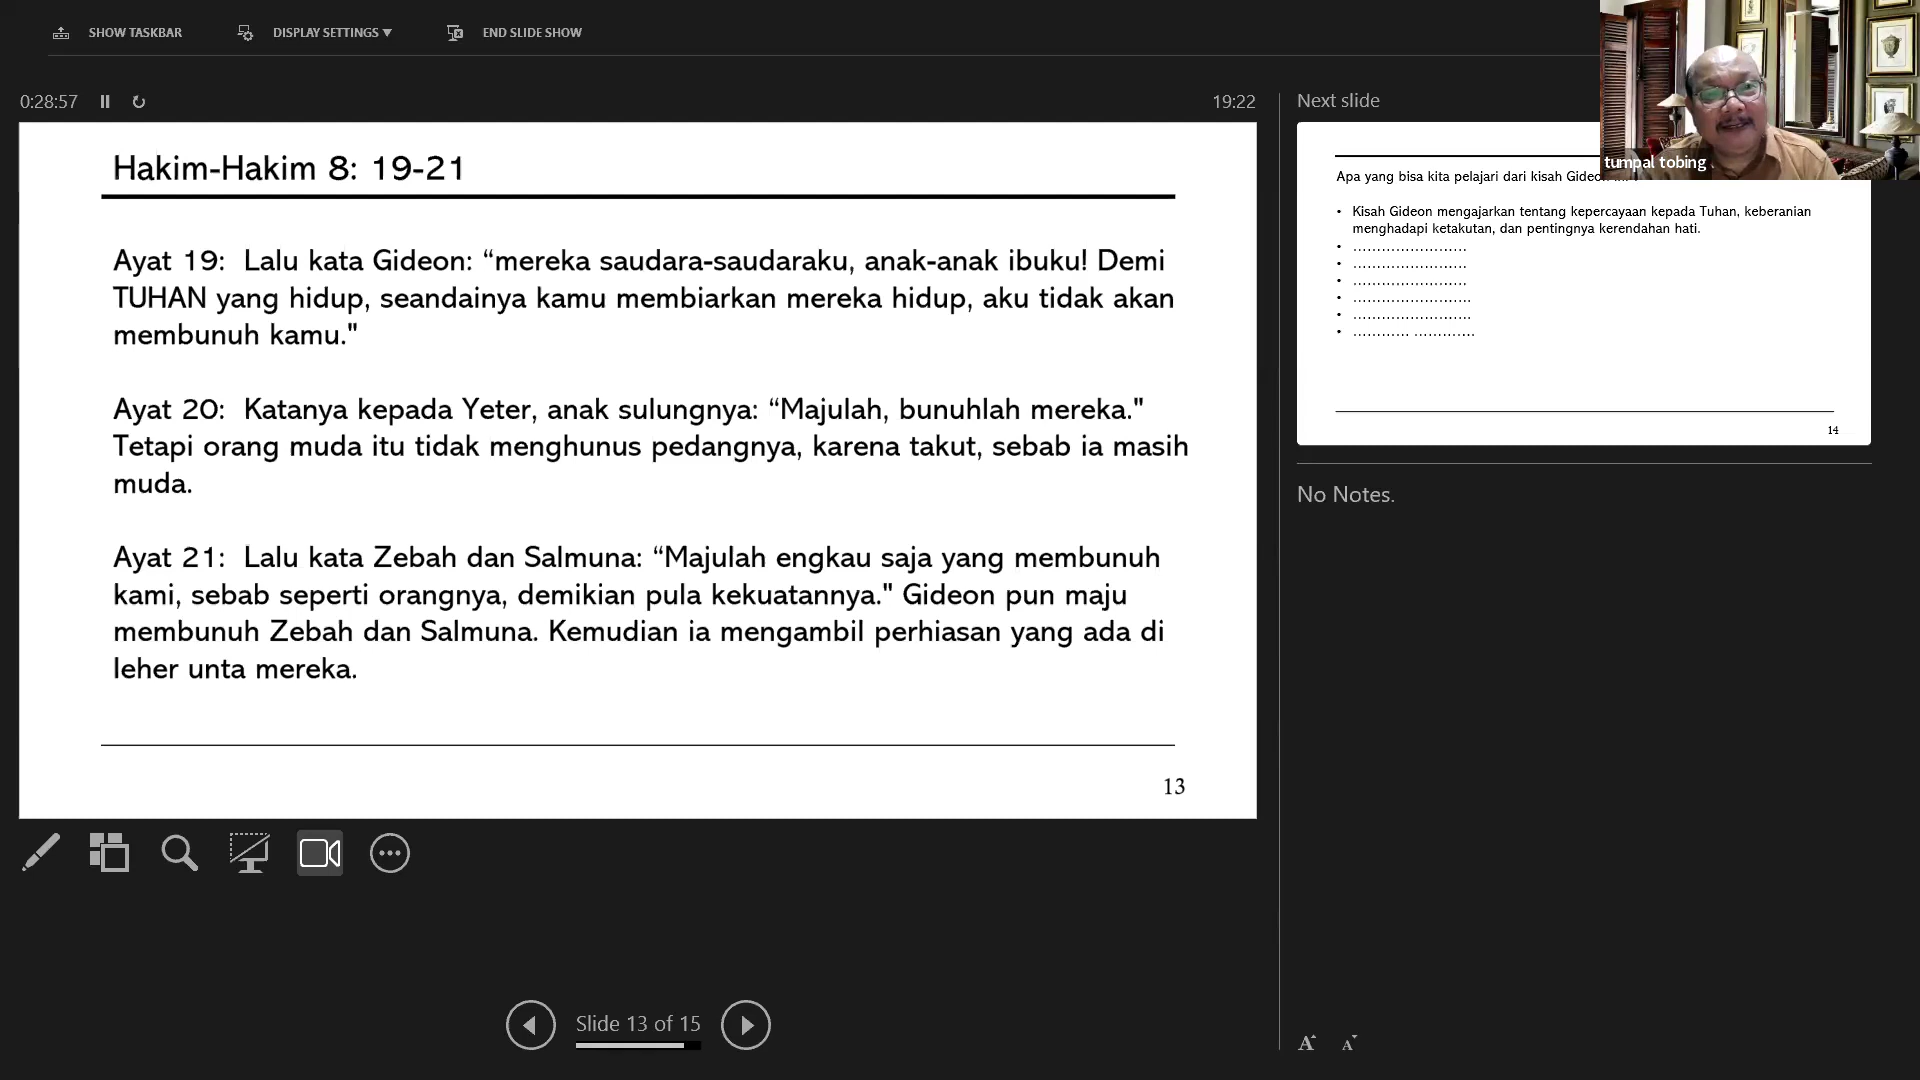 SHOW TASKBAR
DISPLAY SETTINGS ▼
END SLIDE SHOW
0:28:57
19:22
Hakim-Hakim 8: 19-21
Ayat 19: Lalu kata Gideon: “mereka saudara-saudaraku, anak-anak ibuku! Demi
TUHAN yang hidup, seandainya kamu membiarkan mereka hidup, aku tidak akan
membunuh kamu."
Ayat 20: Katanya kepada Yeter, anak sulungnya: “Majulah, bunuhlah mereka."
Tetapi orang muda itu tidak menghunus pedangnya, karena takut, sebab ia masih
muda.
Ayat 21: Lalu kata Zebah dan Salmuna: “Majulah engkau saja yang membunuh
kami, sebab seperti orangnya, demikian pula kekuatannya." Gideon pun maju
membunuh Zebah dan Salmuna. Kemudian ia mengambil perhiasan yang ada di
leher unta mereka.
13
Slide 13 of 15
Next slide
tumpal tobing
Apa yang bisa kita pelajari dari kisah Gideon
• Kisah Gideon mengajarkan tentang kepercayaan kepada Tuhan, keberanian
menghadapi ketakutan, dan pentingnya kerendahan hati.
• ........................
• ........................
• ........................
• .........................
• .........................
• ............ .............
14
No Notes.
A A